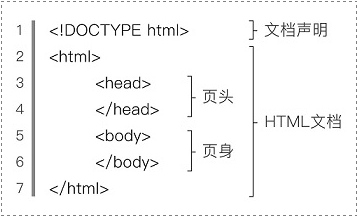 1 <!DOCTYPE html> 文档声明
2 <html>
3 <head>
页头
4 </head>
HTML文档
5 <body>
页身
6 </body>
7 </html>